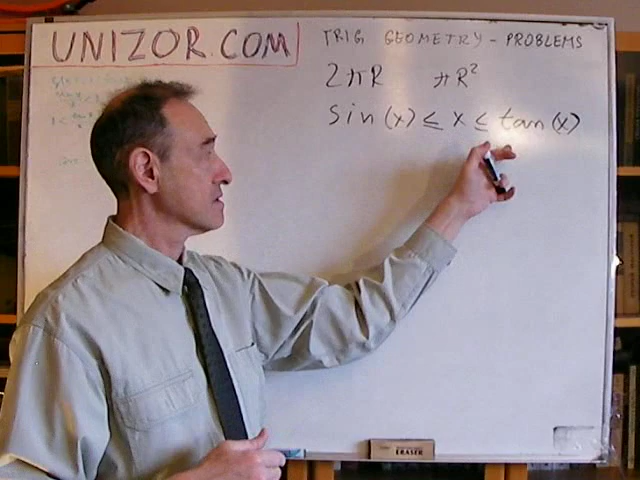 UNIZOR.COM
TRIG GEOMETRY - PROBLEMS
2πR πR²
sin(x) ≤ x ≤ tan(x)
ERASER